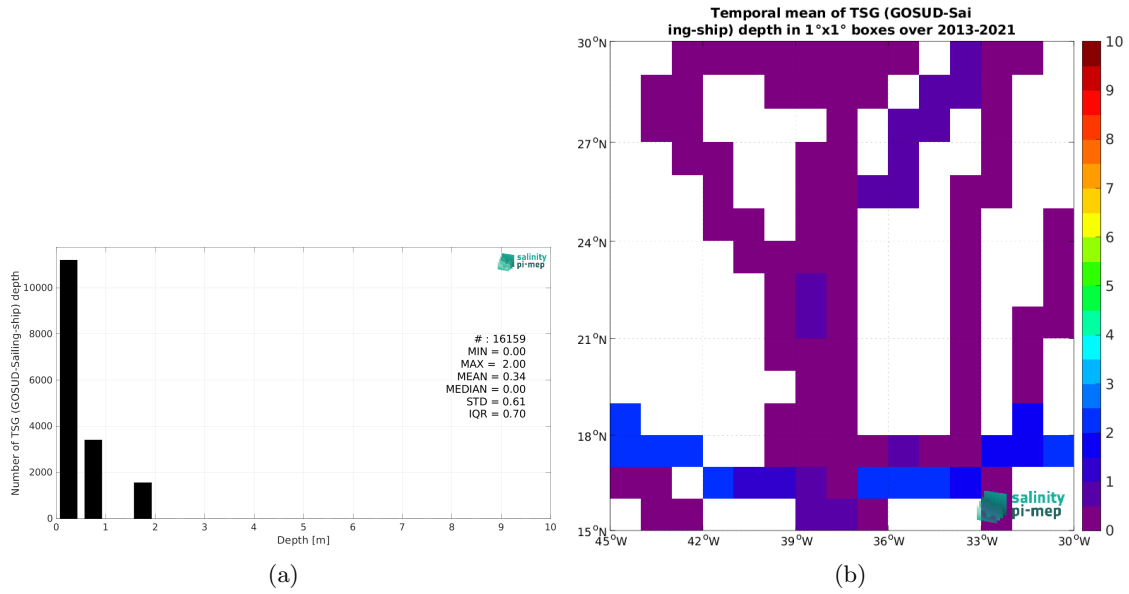 Number of TSG (GOSUD-Sailing-ship) depth
10000
8000
6000
4000
2000
0
0 1 2 3 4 5 6 7 8 9 10
Depth [m]
salinity
pi-mep
# : 16159
MIN = 0.00
MAX = 2.00
MEAN = 0.34
MEDIAN = 0.00
STD = 0.61
IQR = 0.70
(a)
Temporal mean of TSG (GOSUD-Sai
ing-ship) depth in 1°x1° boxes over 2013-2021
30°N
27°N
24°N
21°N
18°N
15°N
45°W 42°W 39°W 36°W 33°W 30°W
salinity
pi-mep
10
9
8
7
6
5
4
3
2
1
0
(b)